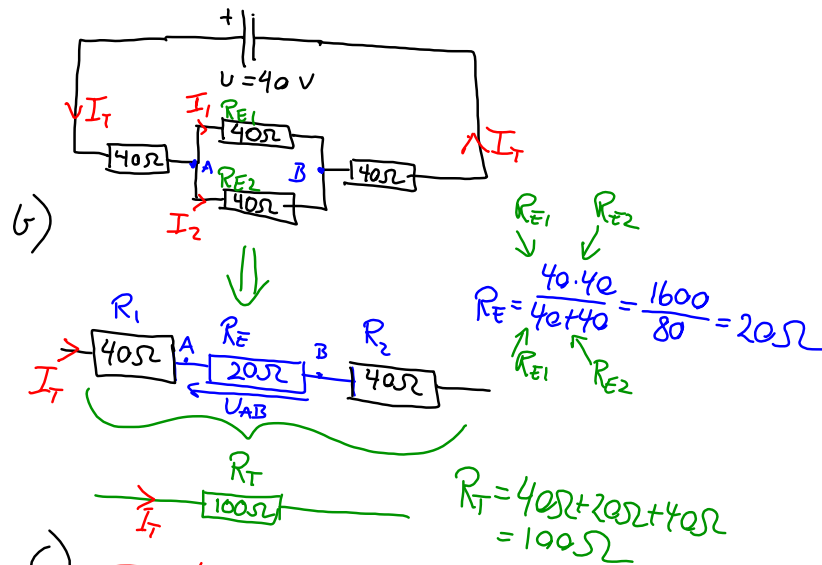 +
U = 40 V
I_T
I_1 R_E1
40Ω
I_T
40Ω A B 40Ω
R_E2
40Ω
I_2
b)
R_E1 R_E2
R_E = 40·40/40+40 = 1600/80 = 20Ω
R_E1 R_E2
R_1 R_E R_2
40Ω A 20Ω B 40Ω
I_T
U_AB
R_T
100Ω
I_T
R_T = 40Ω+20Ω+40Ω
= 100Ω
c)